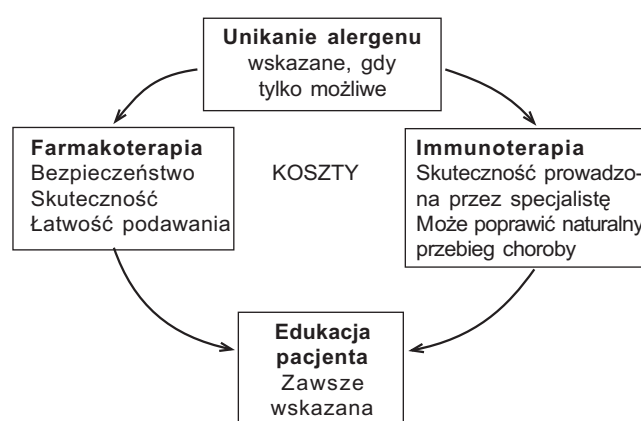 Unikanie alergenu
wskazane, gdy
tylko możliwe
Farmakoterapia
Bezpieczeństwo
Skuteczność
Łatwość podawania
KOSZTY
Immunoterapia
Skuteczność prowadzo-
na przez specjalistę
Może poprawić naturalny
przebieg choroby
Edukacja
pacjenta
Zawsze
wskazana